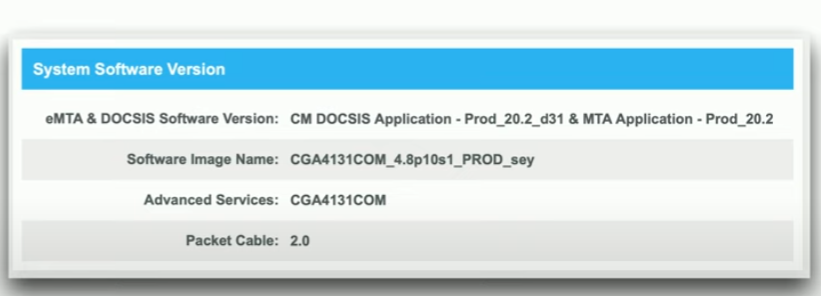 System Software Version
eMTA & DOCSIS Software Version: CM DOCSIS Application - Prod_20.2_d31 & MTA Application - Prod_20.2
Software Image Name: CGA4131COM_4.8p10s1_PROD_sey
Advanced Services: CGA4131COM
Packet Cable: 2.0